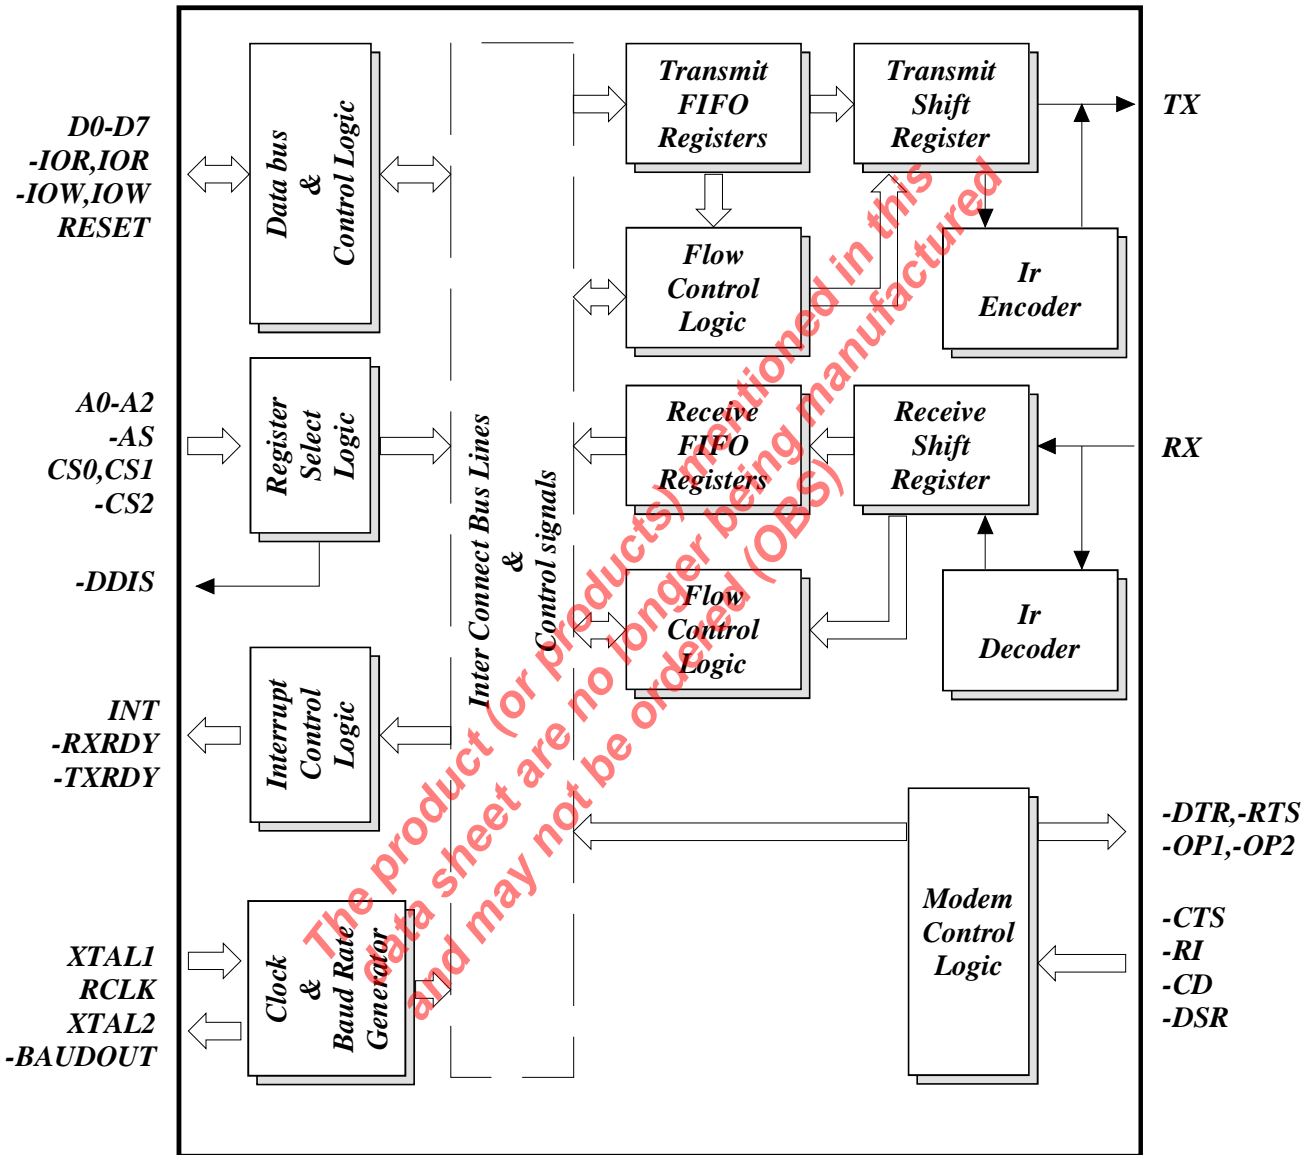 D0-D7
-IOR,IOR
-IOW,IOW
RESET
A0-A2
-AS
CS0,CS1
-CS2
-DDIS
INT
-RXRDY
-TXRDY
XTAL1
RCLK
XTAL2
-BAUDOUT
Data bus
&
Control Logic
Register
Select
Logic
Interrupt
Control
Logic
Clock
&
Baud Rate
Generator
Inter Connect Bus Lines
&
Control signals
Transmit
FIFO
Registers
Transmit
Shift
Register
Flow
Control
Logic
Ir
Encoder
Receive
FIFO
Registers
Receive
Shift
Register
Flow
Control
Logic
Ir
Decoder
Modem
Control
Logic
TX
RX
-DTR,-RTS
-OP1,-OP2
-CTS
-RI
-CD
-DSR
The product (or products) mentioned in this
data sheet are no longer being manufactured
and may not be ordered (OBS)